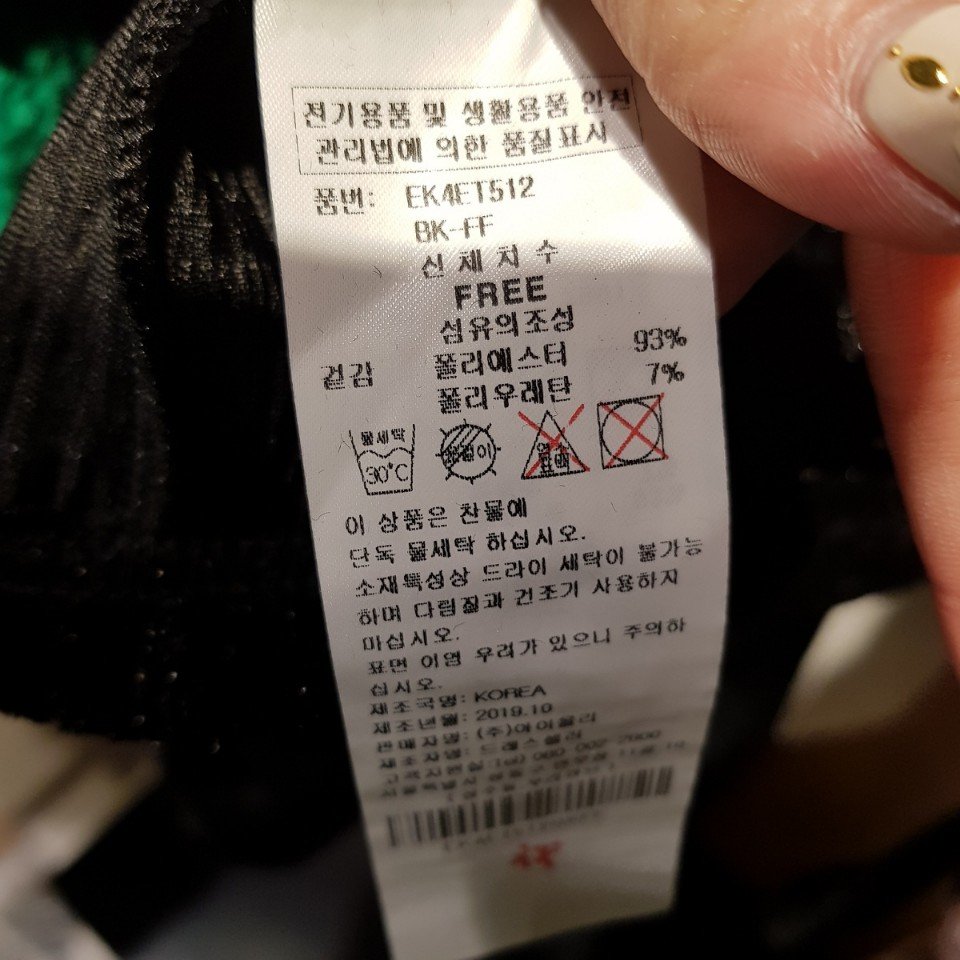 전기용품 및 생활용품 안전
관리법에 의한 품질표시
품번: EK4ET512
BK-FF
신체치수
FREE
섬유의조성
겉감 폴리에스터 93%
폴리우레탄 7%
물세탁 30℃
이 상품은 찬물에
단독 물세탁 하십시오.
소재특성상 드라이 세탁이 불가능
하며 다림질과 건조기 사용하지
마십시오.
표면 이염 우려가 있으니 주의하
십시오.
제조국명: KOREA
제조년월: 2019.10
판매자명: (주)아이올리
제조자명: